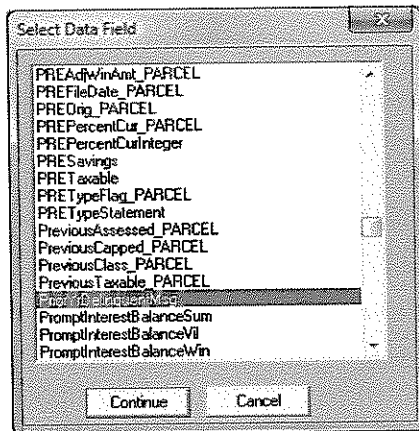 Select Data Field
PREAdjWinAmt_PARCEL
PREFileDate_PARCEL
PREOrig_PARCEL
PREPercentCur_PARCEL
PREPercentCurInteger
PRESavings
PRETaxable
PRETypeFlag_PARCEL
PRETypeStatement
PreviousAssessed_PARCEL
PreviousCapped_PARCEL
PreviousClass_PARCEL
PreviousTaxable_PARCEL
PromptInterestBalanceSum
PromptInterestBalanceVil
PromptInterestBalanceWin
Continue
Cancel